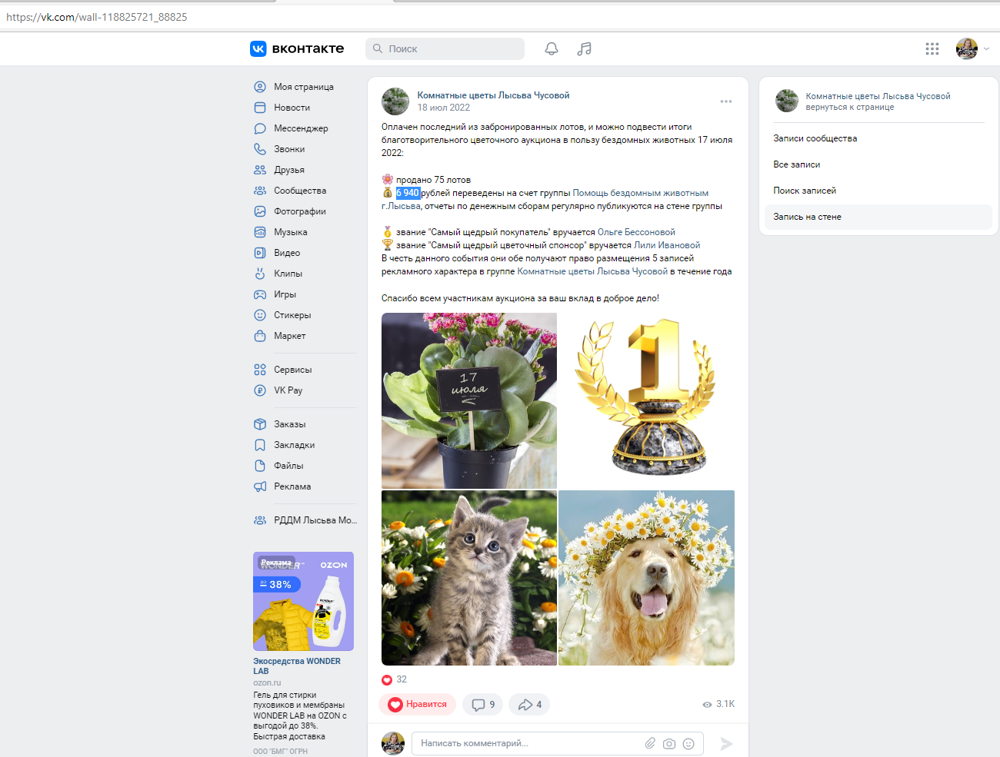 https://vk.com/wall-118825721_88825
вконтакте
Поиск
Моя страница
Новости
Мессенджер
Звонки
Друзья
Сообщества
Фотографии
Музыка
Видео
Клипы
Игры
Стикеры
Маркет
Сервисы
VK Pay
Заказы
Закладки
Файлы
Реклама
РДДМ Лысьва Мо...
Реклама
WONDER
OZON
до 38%
Экосредства WONDER
LAB
ozon.ru
Гель для стирки
пуховиков и мембраны
WONDER LAB на OZON с
выгодой до 38%.
Быстрая доставка
ООО "БМГ" ОГРН
Комнатные цветы Лысьва Чусовой
18 июл 2022
Оплачен последний из забронированных лотов, и можно подвести итоги
благотворительного цветочного аукциона в пользу бездомных животных 17 июля
2022:
продано 75 лотов
6 940 рублей переведены на счет группы Помощь бездомным животным
г.Лысьва, отчеты по денежным сборам регулярно публикуются на стене группы
звание "Самый щедрый покупатель" вручается Ольге Бессоновой
звание "Самый щедрый цветочный спонсор" вручается Лили Ивановой
В честь данного события они обе получают право размещения 5 записей
рекламного характера в группе Комнатные цветы Лысьва Чусовой в течение года
Спасибо всем участникам аукциона за ваш вклад в доброе дело!
17
июля
1
32
Нравится
9
4
3.1K
Написать комментарий...
Комнатные цветы Лысьва Чусовой
вернуться к странице
Записи сообщества
Все записи
Поиск записей
Запись на стене